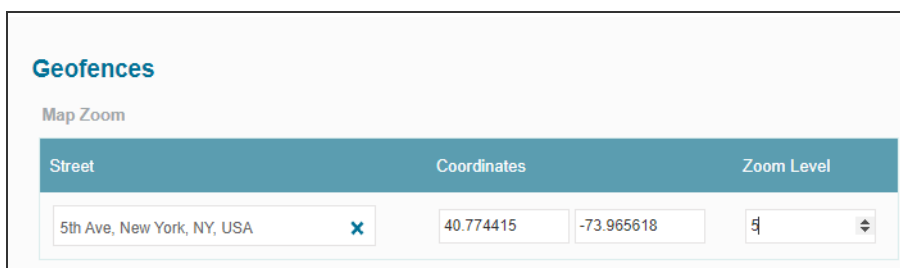 Geofences
Map Zoom
Street Coordinates Zoom Level
5th Ave, New York, NY, USA 40.774415 -73.965618 5